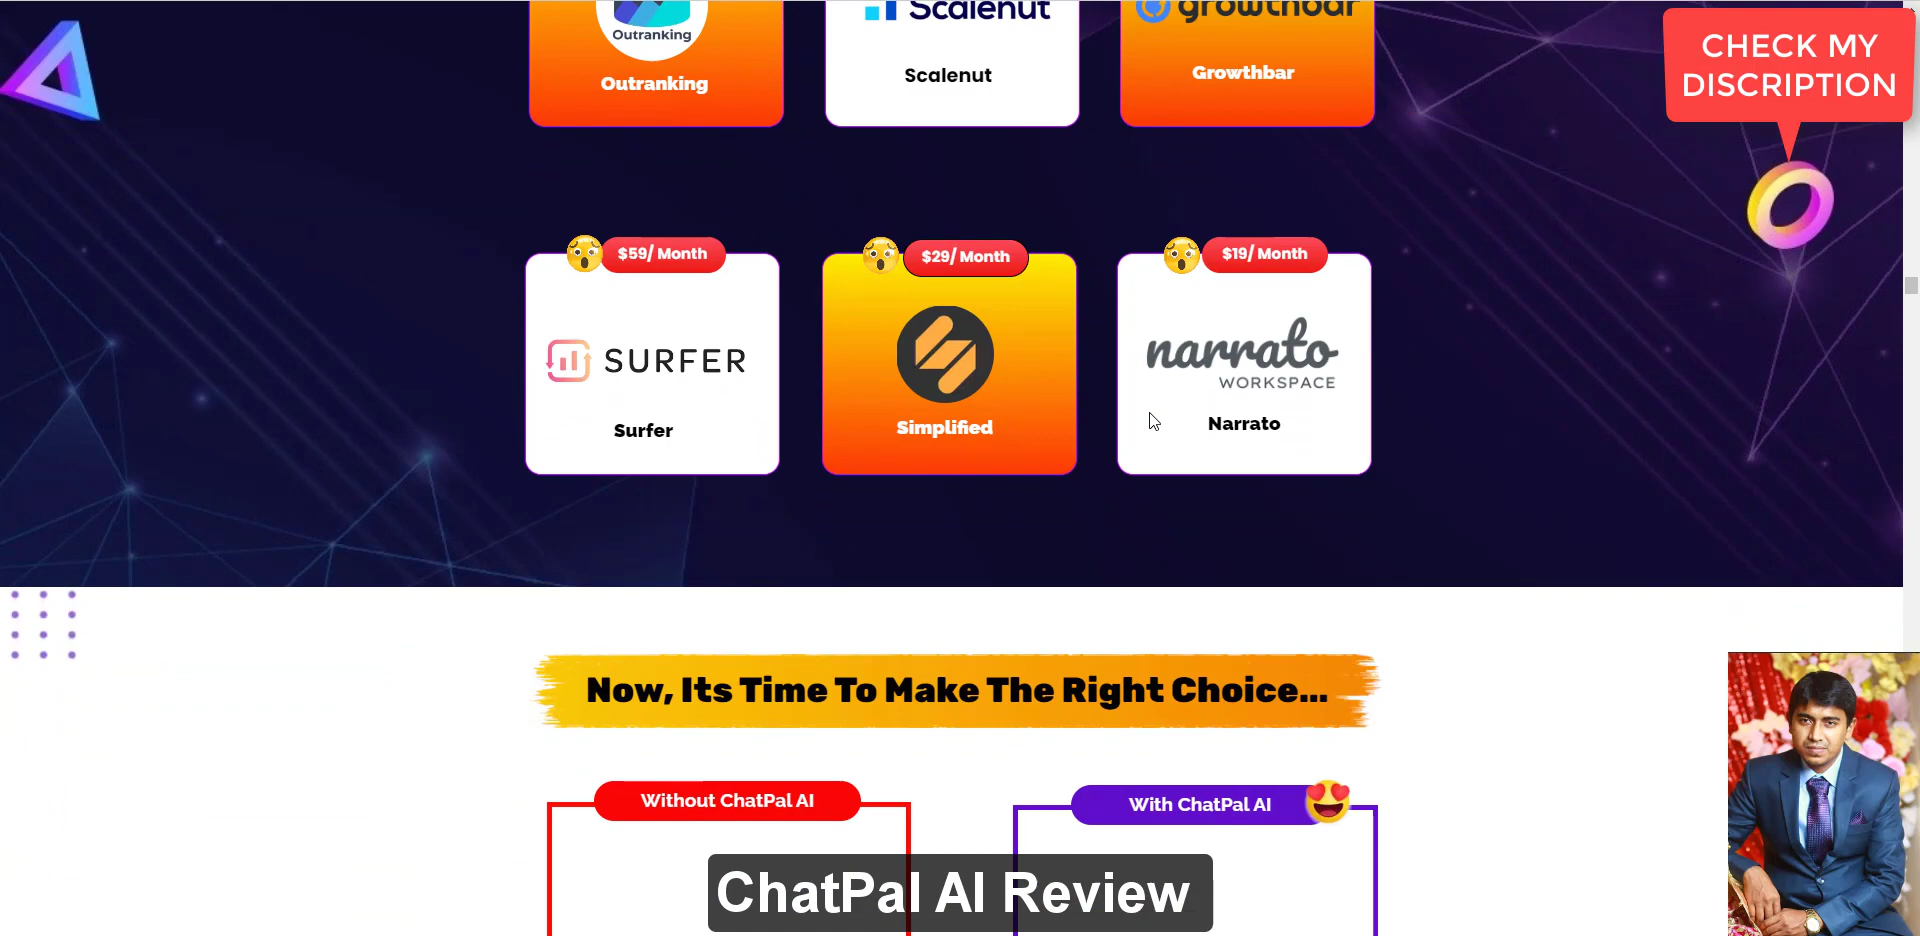 Outranking
Scalenut
growthbar
Outranking
Scalenut
Growthbar
CHECK MY
DISCRIPTION
$59/ Month
$29/ Month
$19/ Month
SURFER
narrato
WORKSPACE
Surfer
Simplified
Narrato
Now, Its Time To Make The Right Choice...
Without ChatPal AI
With ChatPal AI
ChatPal AI Review